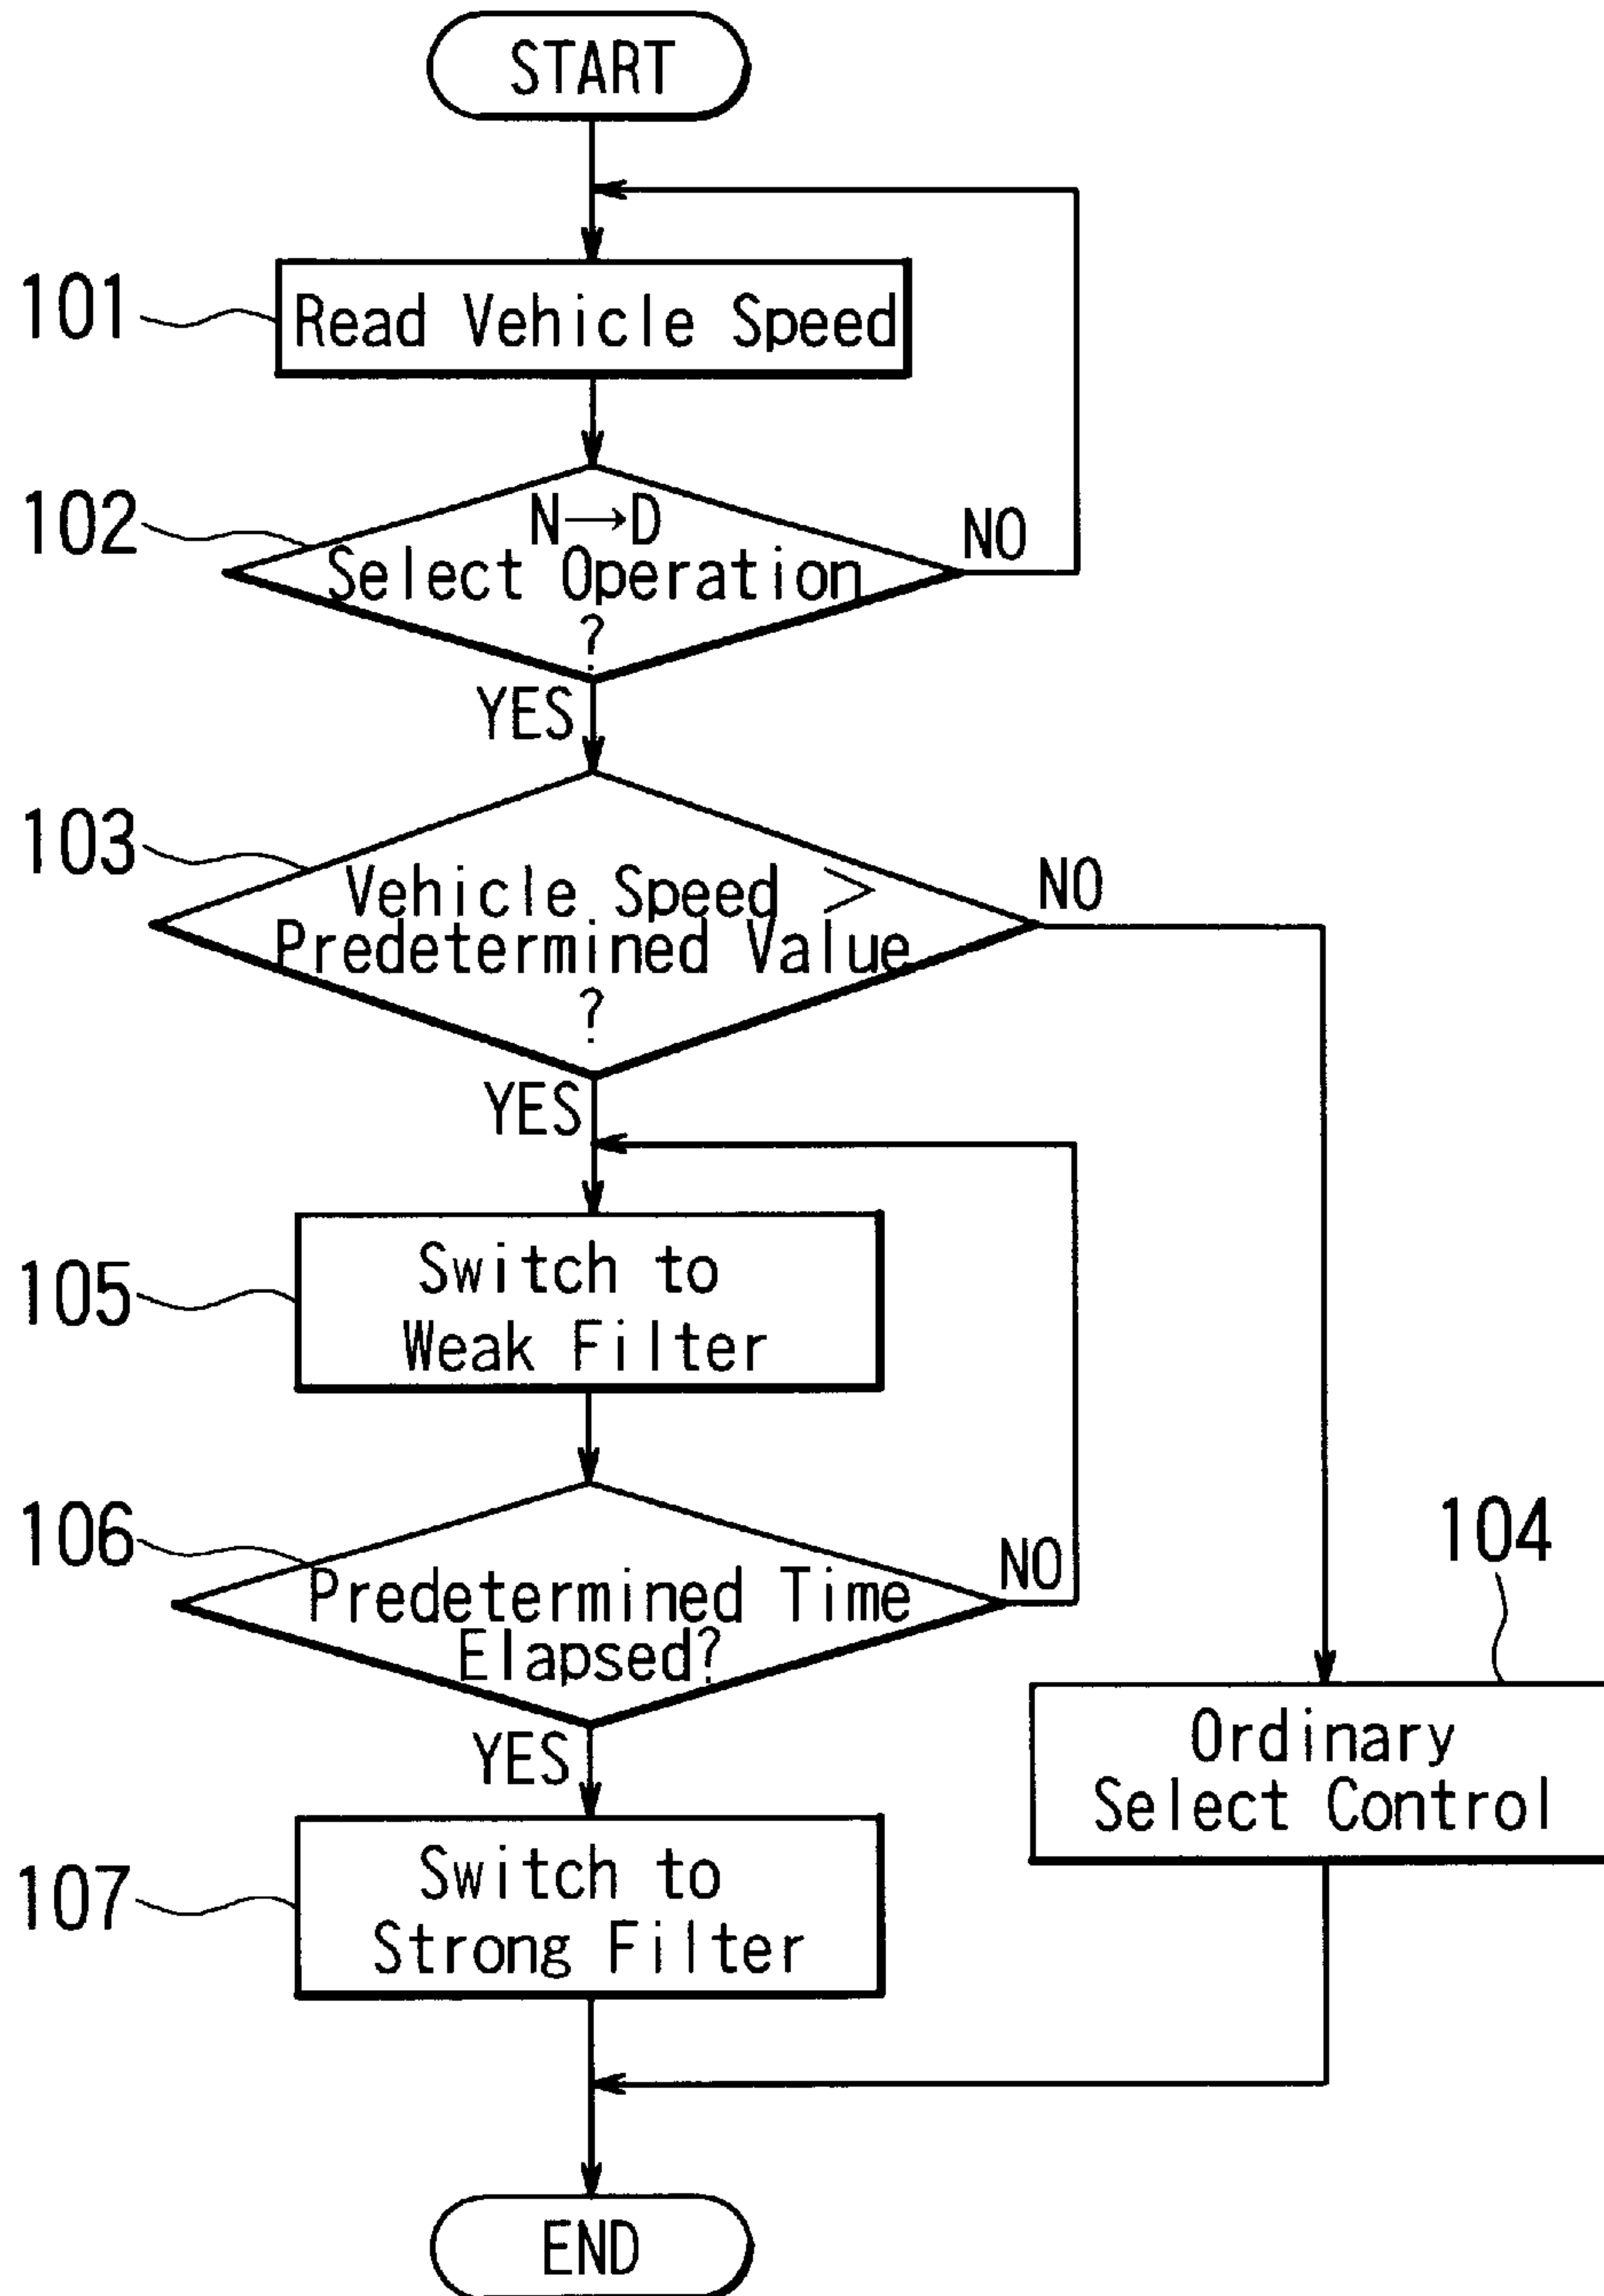 START
101
Read Vehicle Speed
102
N→D
Select Operation
?
NO
YES
103
Vehicle Speed >
Predetermined Value
?
NO
YES
105
Switch to
Weak Filter
106
Predetermined Time
Elapsed?
NO
YES
104
Ordinary
Select Control
107
Switch to
Strong Filter
END